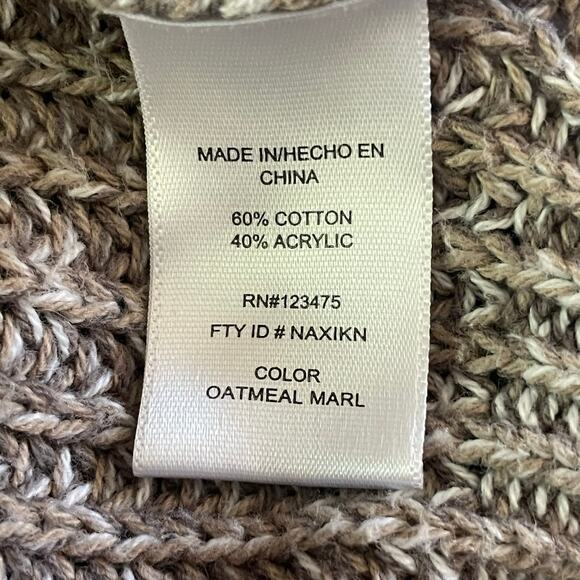 MADE IN/HECHO EN
CHINA
60% COTTON
40% ACRYLIC
RN#123475
FTY ID # NAXIKN
COLOR
OATMEAL MARL